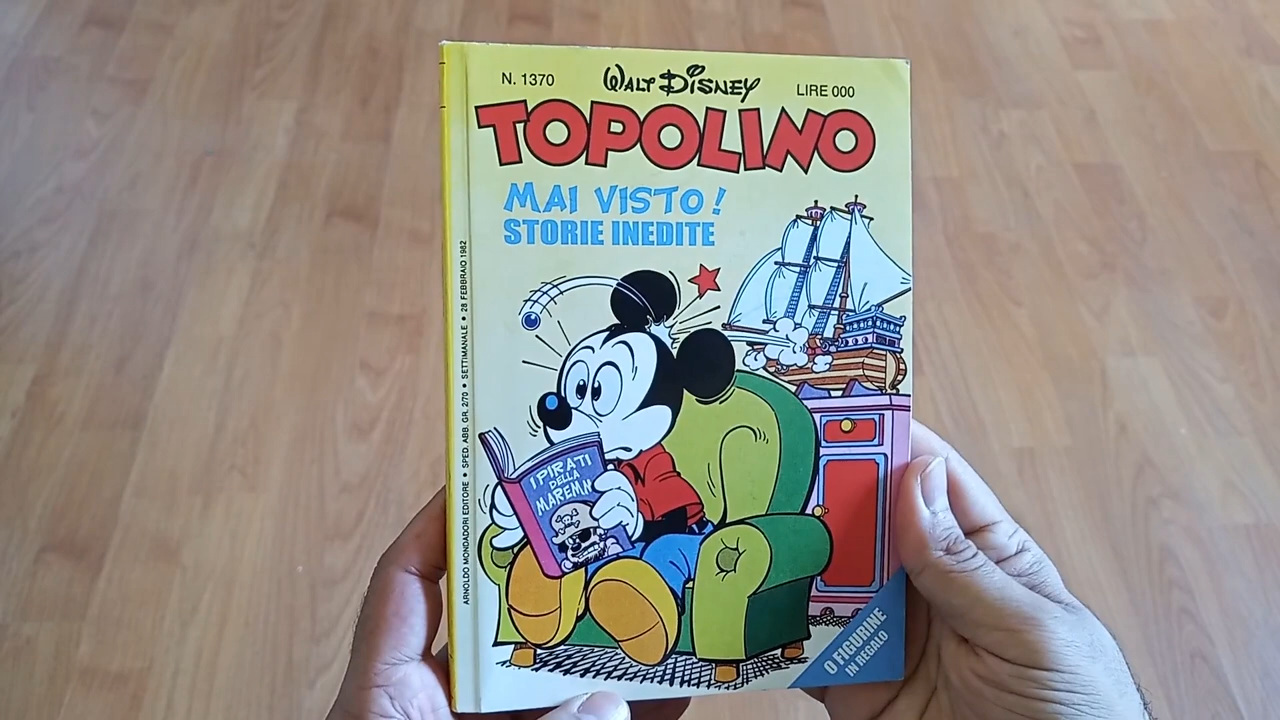 N. 1370
WALT DISNEY
LIRE 000
TOPOLINO
MAI VISTO!
STORIE INEDITE
ARNOLDO MONDADORI EDITORE • SPED. ABB. GR. 2/70 • SETTIMANALE • 28 FEBBRAIO 1982
I PIRATI
DELLA
MAREMM
0 FIGURINE
IN REGALO